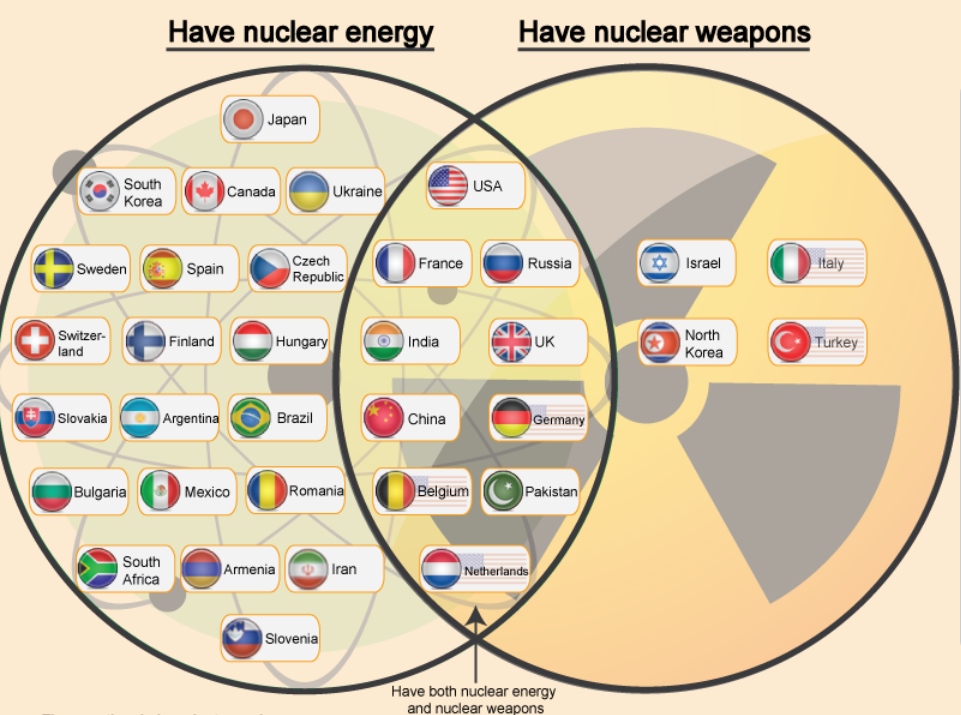 Have nuclear energy
Have nuclear weapons
Japan
South
Korea
Canada
Ukraine
USA
Sweden
Spain
Czech
Republic
France
Russia
Israel
Italy
Switzer-
land
Finland
Hungary
India
UK
North
Korea
Turkey
Slovakia
Argentina
Brazil
China
Germany
Bulgaria
Mexico
Romania
Belgium
Pakistan
South
Africa
Armenia
Iran
Netherlands
Slovenia
Have both nuclear energy
and nuclear weapons